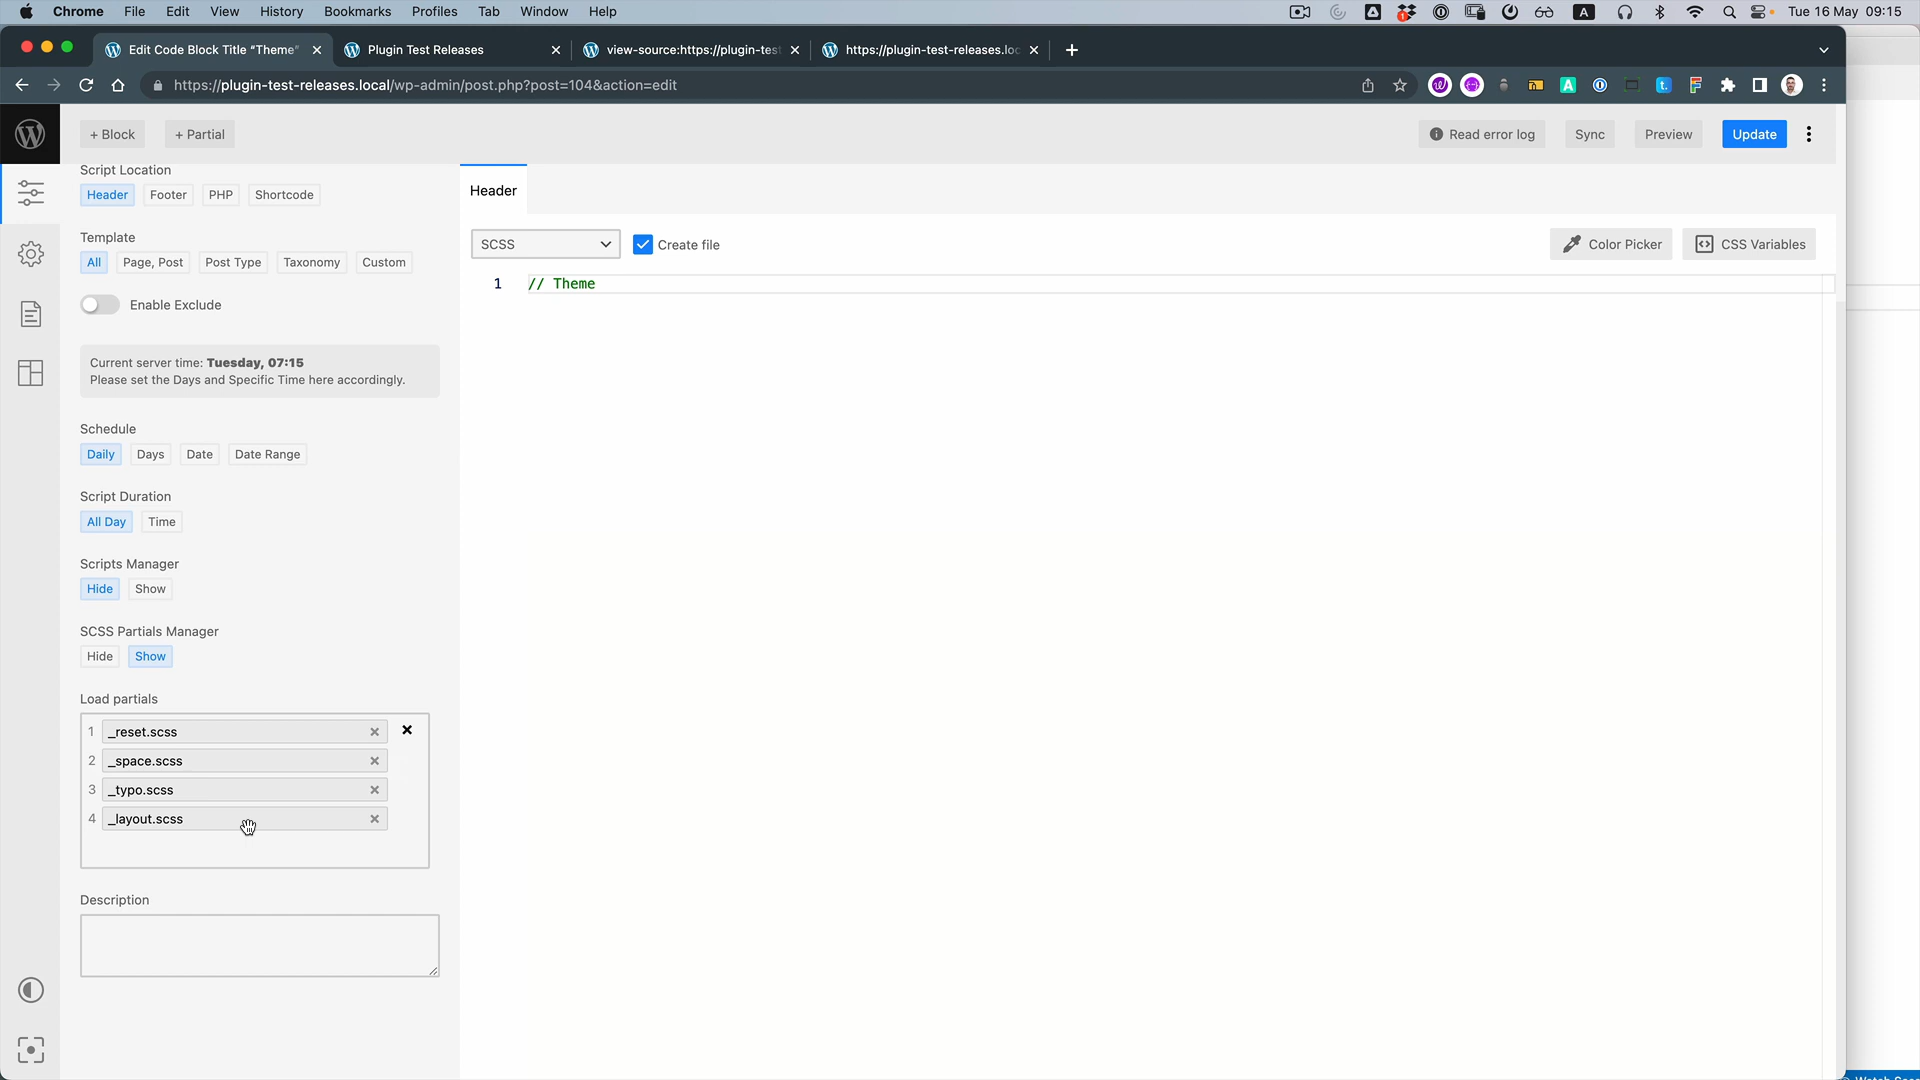 Chrome File Edit View History Bookmarks Profiles Tab Window Help
Tue 16 May 09:15
Edit Code Block Title “Theme”
Plugin Test Releases
view-source:https://plugin-test
https://plugin-test-releases.loc
https://plugin-test-releases.local/wp-admin/post.php?post=104&action=edit
+ Block
+ Partial
Read error log
Sync
Preview
Update
Script Location
Header Footer PHP Shortcode
Template
All Page, Post Post Type Taxonomy Custom
Enable Exclude
Current server time: Tuesday, 07:15
Please set the Days and Specific Time here accordingly.
Schedule
Daily Days Date Date Range
Script Duration
All Day Time
Scripts Manager
Hide Show
SCSS Partials Manager
Hide Show
Load partials
1 _reset.scss
2 _space.scss
3 _typo.scss
4 _layout.scss
Description
Header
SCSS
Create file
Color Picker
CSS Variables
1 // Theme